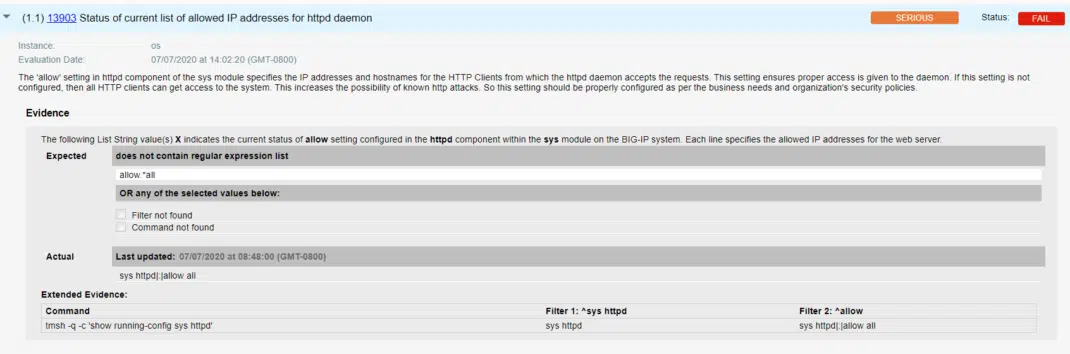 (1.1) 13903 Status of current list of allowed IP addresses for httpd daemon SERIOUS Status: FAIL
Instance: os
Evaluation Date: 07/07/2020 at 14:02:20 (GMT-0800)
The 'allow' setting in httpd component of the sys module specifies the IP addresses and hostnames for the HTTP Clients from which the httpd daemon accepts the requests. This setting ensures proper access is given to the daemon. If this setting is not
configured, then all HTTP clients can get access to the system. This increases the possibility of known http attacks. So this setting should be properly configured as per the business needs and organization's security policies.
Evidence
The following List String value(s) X indicates the current status of allow setting configured in the httpd component within the sys module on the BIG-IP system. Each line specifies the allowed IP addresses for the web server.
Expected does not contain regular expression list
allow.*all
OR any of the selected values below:
Filter not found
Command not found
Actual Last updated: 07/07/2020 at 08:48:00 (GMT-0800)
sys httpd|:|allow all
Extended Evidence:
Command Filter 1: ^sys httpd Filter 2: ^allow
tmsh -q -c 'show running-config sys httpd' sys httpd sys httpd|:|allow all